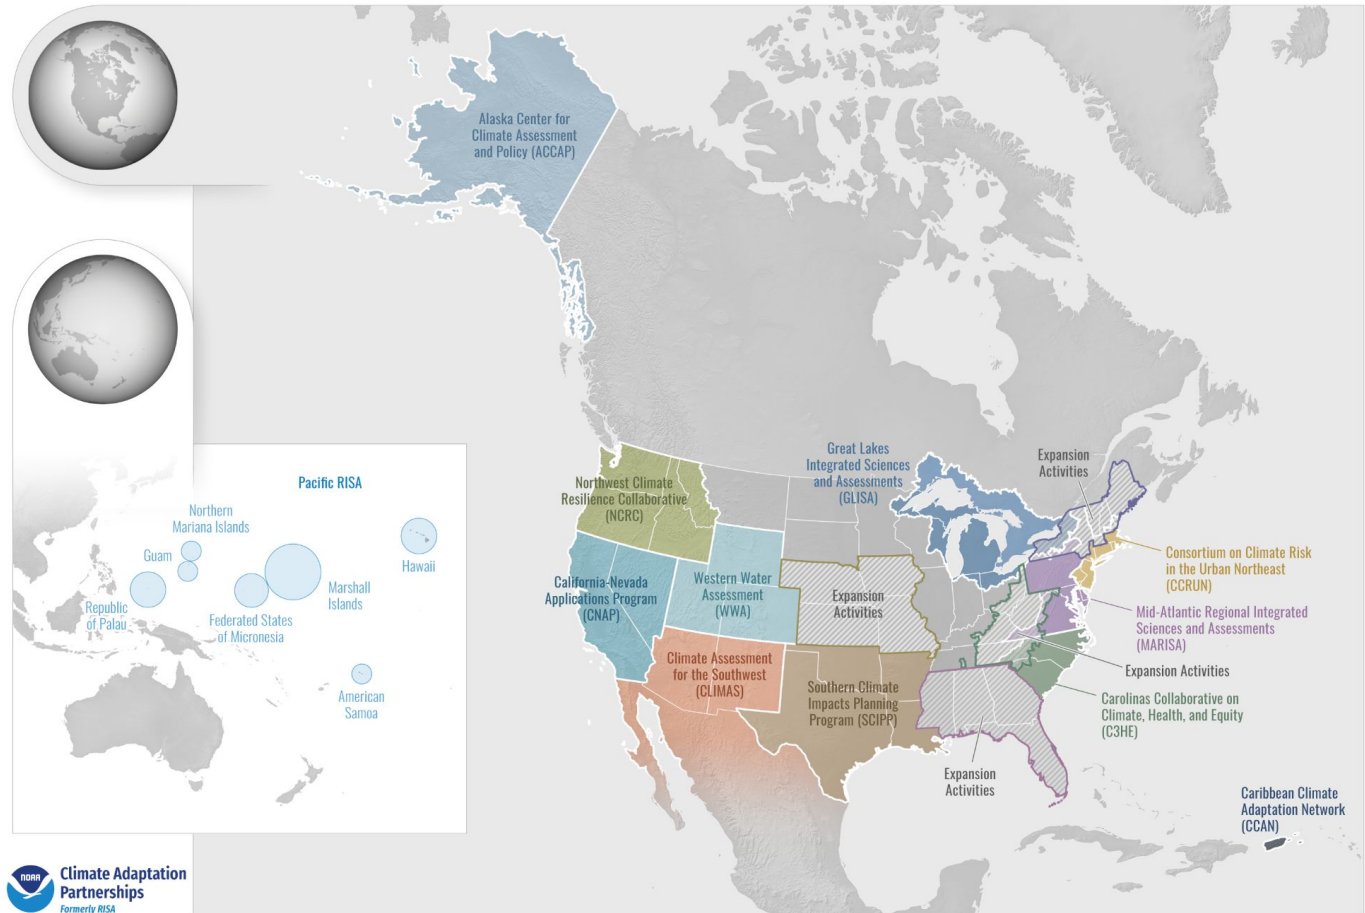 Alaska Center for
Climate Assessment
and Policy (ACCAP)
Northwest Climate
Resilience Collaborative
(NCRC)
Great Lakes
Integrated Sciences
and Assessments
(GLISA)
Expansion
Activities
Pacific RISA
Northern
Mariana Islands
Guam
Republic
of Palau
Federated States
of Micronesia
Marshall
Islands
Hawaii
American
Samoa
California-Nevada
Applications Program
(CNAP)
Western Water
Assessment
(WWA)
Expansion
Activities
Consortium on Climate Risk
in the Urban Northeast
(CCRUN)
Mid-Atlantic Regional Integrated
Sciences and Assessments
(MARISA)
Expansion Activities
Climate Assessment
for the Southwest
(CLIMAS)
Southern Climate
Impacts Planning
Program (SCIPP)
Carolinas Collaborative on
Climate, Health, and Equity
(C3HE)
Expansion
Activities
Caribbean Climate
Adaptation Network
(CCAN)
NOAA
Climate Adaptation
Partnerships
Formerly RISA